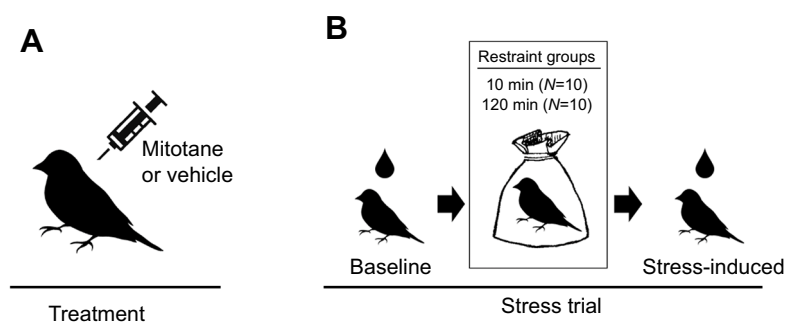 A
Mitotane
or vehicle
Treatment
B
Restraint groups
10 min (N=10)
120 min (N=10)
Baseline
Stress-induced
Stress trial